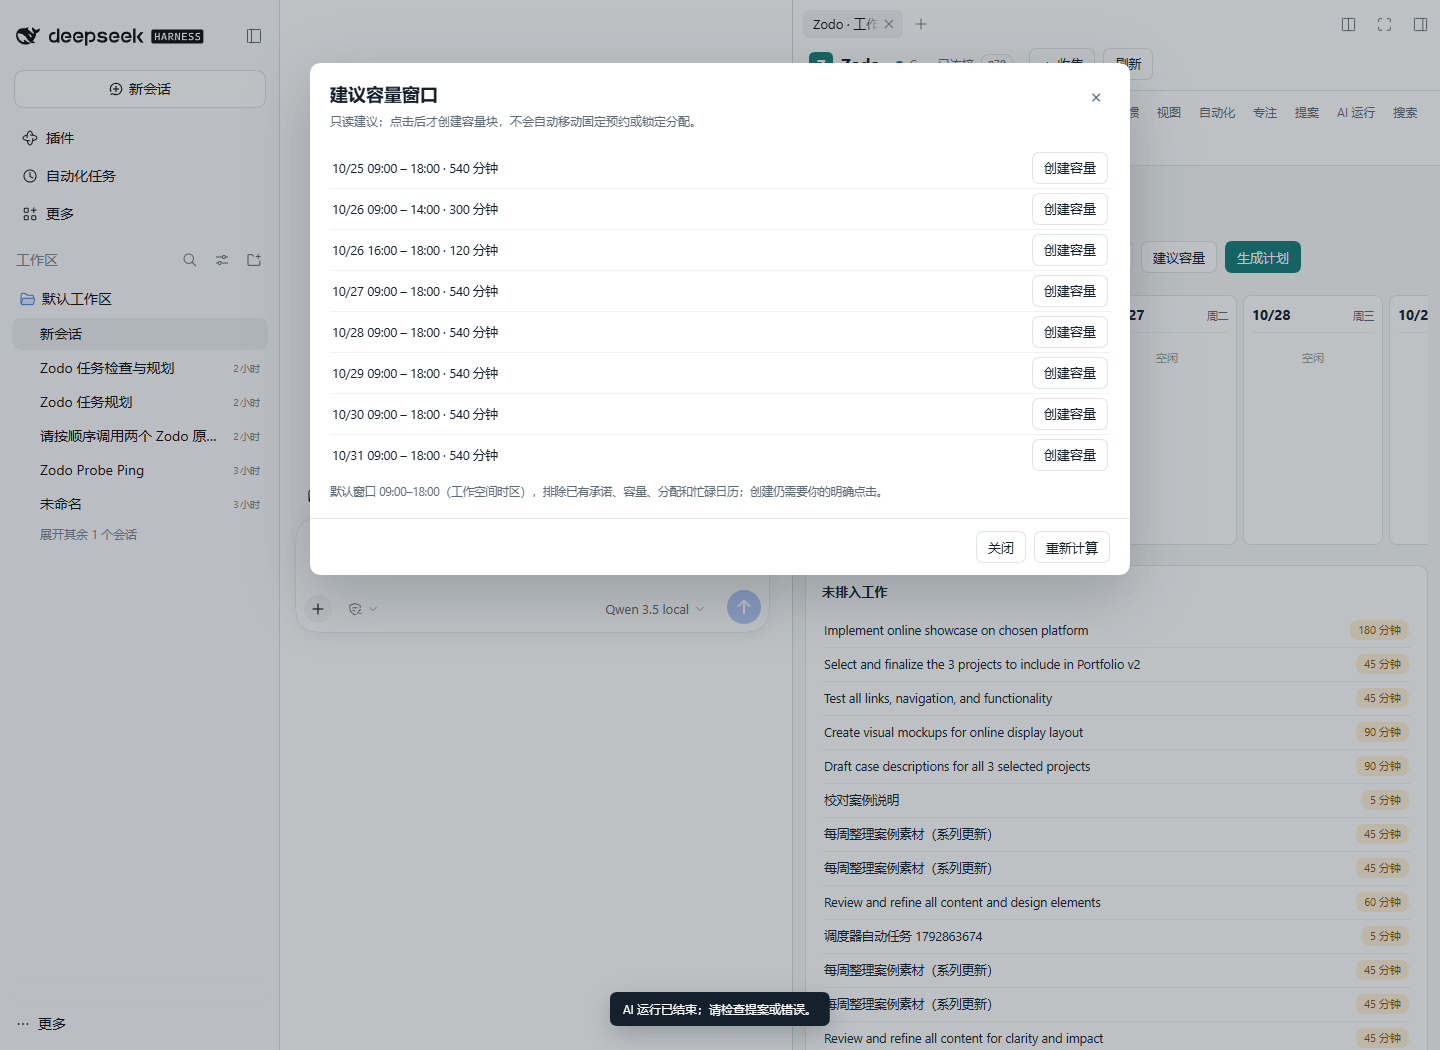 deepseek HARNESS
新会话
插件
自动化任务
更多
工作区
默认工作区
新会话
Zodo 任务检查与规划 2 小时
Zodo 任务规划 2 小时
请按顺序调用两个 Zodo 原... 2 小时
Zodo Probe Ping 3 小时
未命名 3 小时
展开其余 1 个会话
更多
Zodo · 工作
刷新
视图 自动化 专注 提案 AI 运行 搜索
建议容量 生成计划
27 周二 10/28 周三 10/2
空闲 空闲
建议容量窗口
只读建议；点击后才创建容量块，不会自动移动固定预约或锁定分配。
10/25 09:00 – 18:00 · 540 分钟 创建容量
10/26 09:00 – 14:00 · 300 分钟 创建容量
10/26 16:00 – 18:00 · 120 分钟 创建容量
10/27 09:00 – 18:00 · 540 分钟 创建容量
10/28 09:00 – 18:00 · 540 分钟 创建容量
10/29 09:00 – 18:00 · 540 分钟 创建容量
10/30 09:00 – 18:00 · 540 分钟 创建容量
10/31 09:00 – 18:00 · 540 分钟 创建容量
默认窗口 09:00–18:00（工作空间时区），排除已有承诺、容量、分配和忙碌日历；创建仍需要你的明确点击。
关闭 重新计算
Qwen 3.5 local
未排入工作
Implement online showcase on chosen platform 180 分钟
Select and finalize the 3 projects to include in Portfolio v2 45 分钟
Test all links, navigation, and functionality 45 分钟
Create visual mockups for online display layout 90 分钟
Draft case descriptions for all 3 selected projects 90 分钟
校对案例说明 5 分钟
每周整理案例素材（系列更新） 45 分钟
每周整理案例素材（系列更新） 45 分钟
Review and refine all content and design elements 60 分钟
调度器自动任务 1792863674 5 分钟
每周整理案例素材（系列更新） 45 分钟
每周整理案例素材（系列更新） 45 分钟
Review and refine all content for clarity and impact 45 分钟
AI 运行已结束；请检查提案或错误。